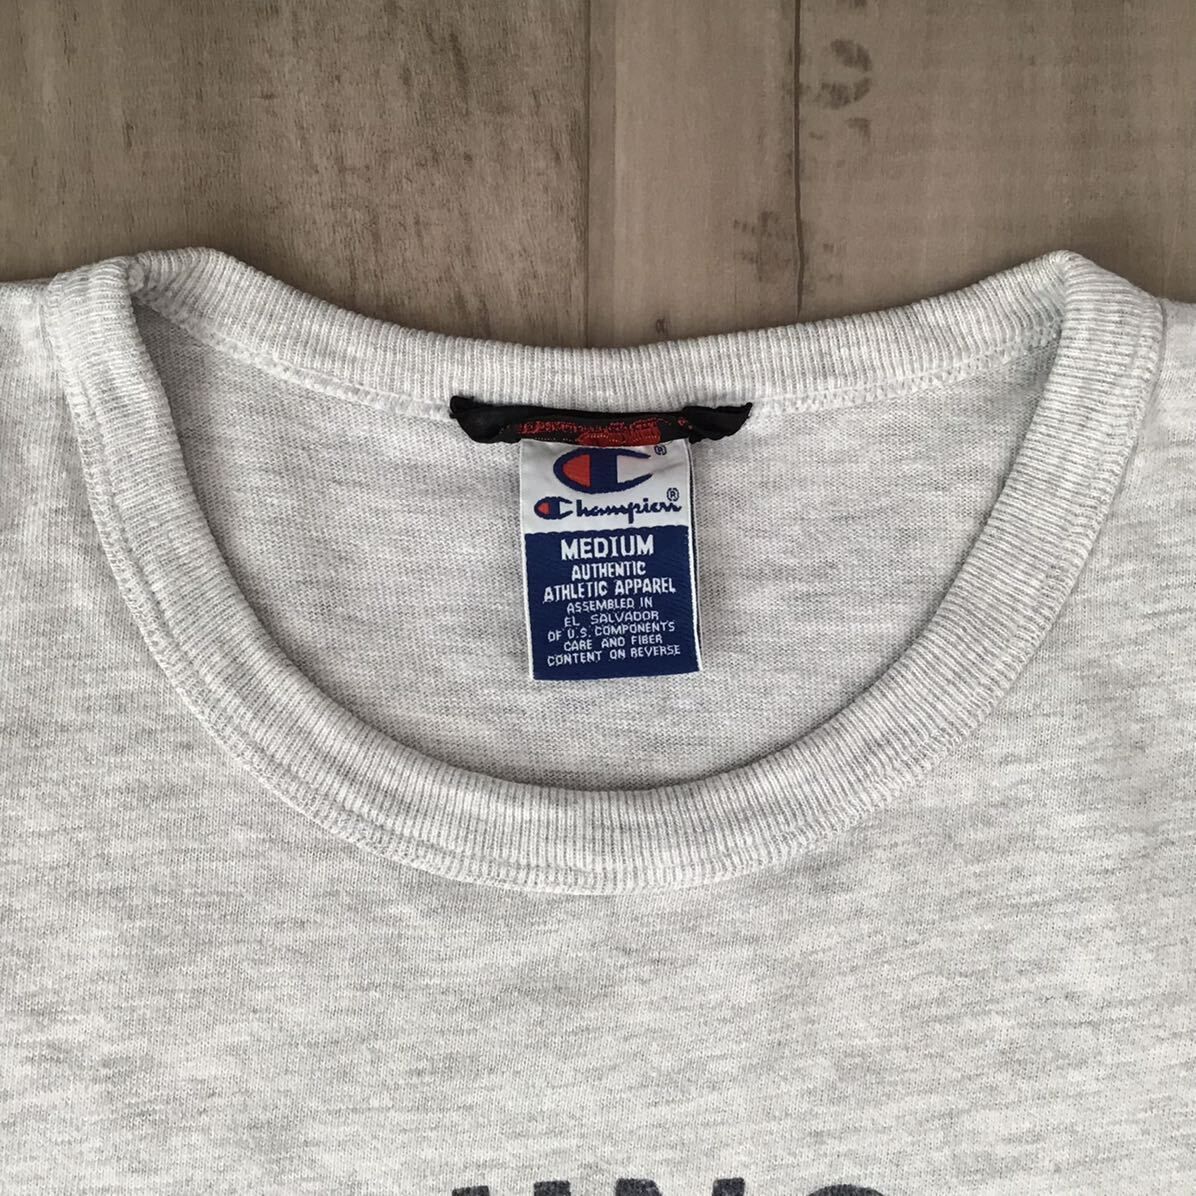 Champion®
MEDIUM
AUTHENTIC
ATHLETIC APPAREL
ASSEMBLED IN
EL SALVADOR
OF U.S. COMPONENTS
CARE AND FIBER
CONTENT ON REVERSE